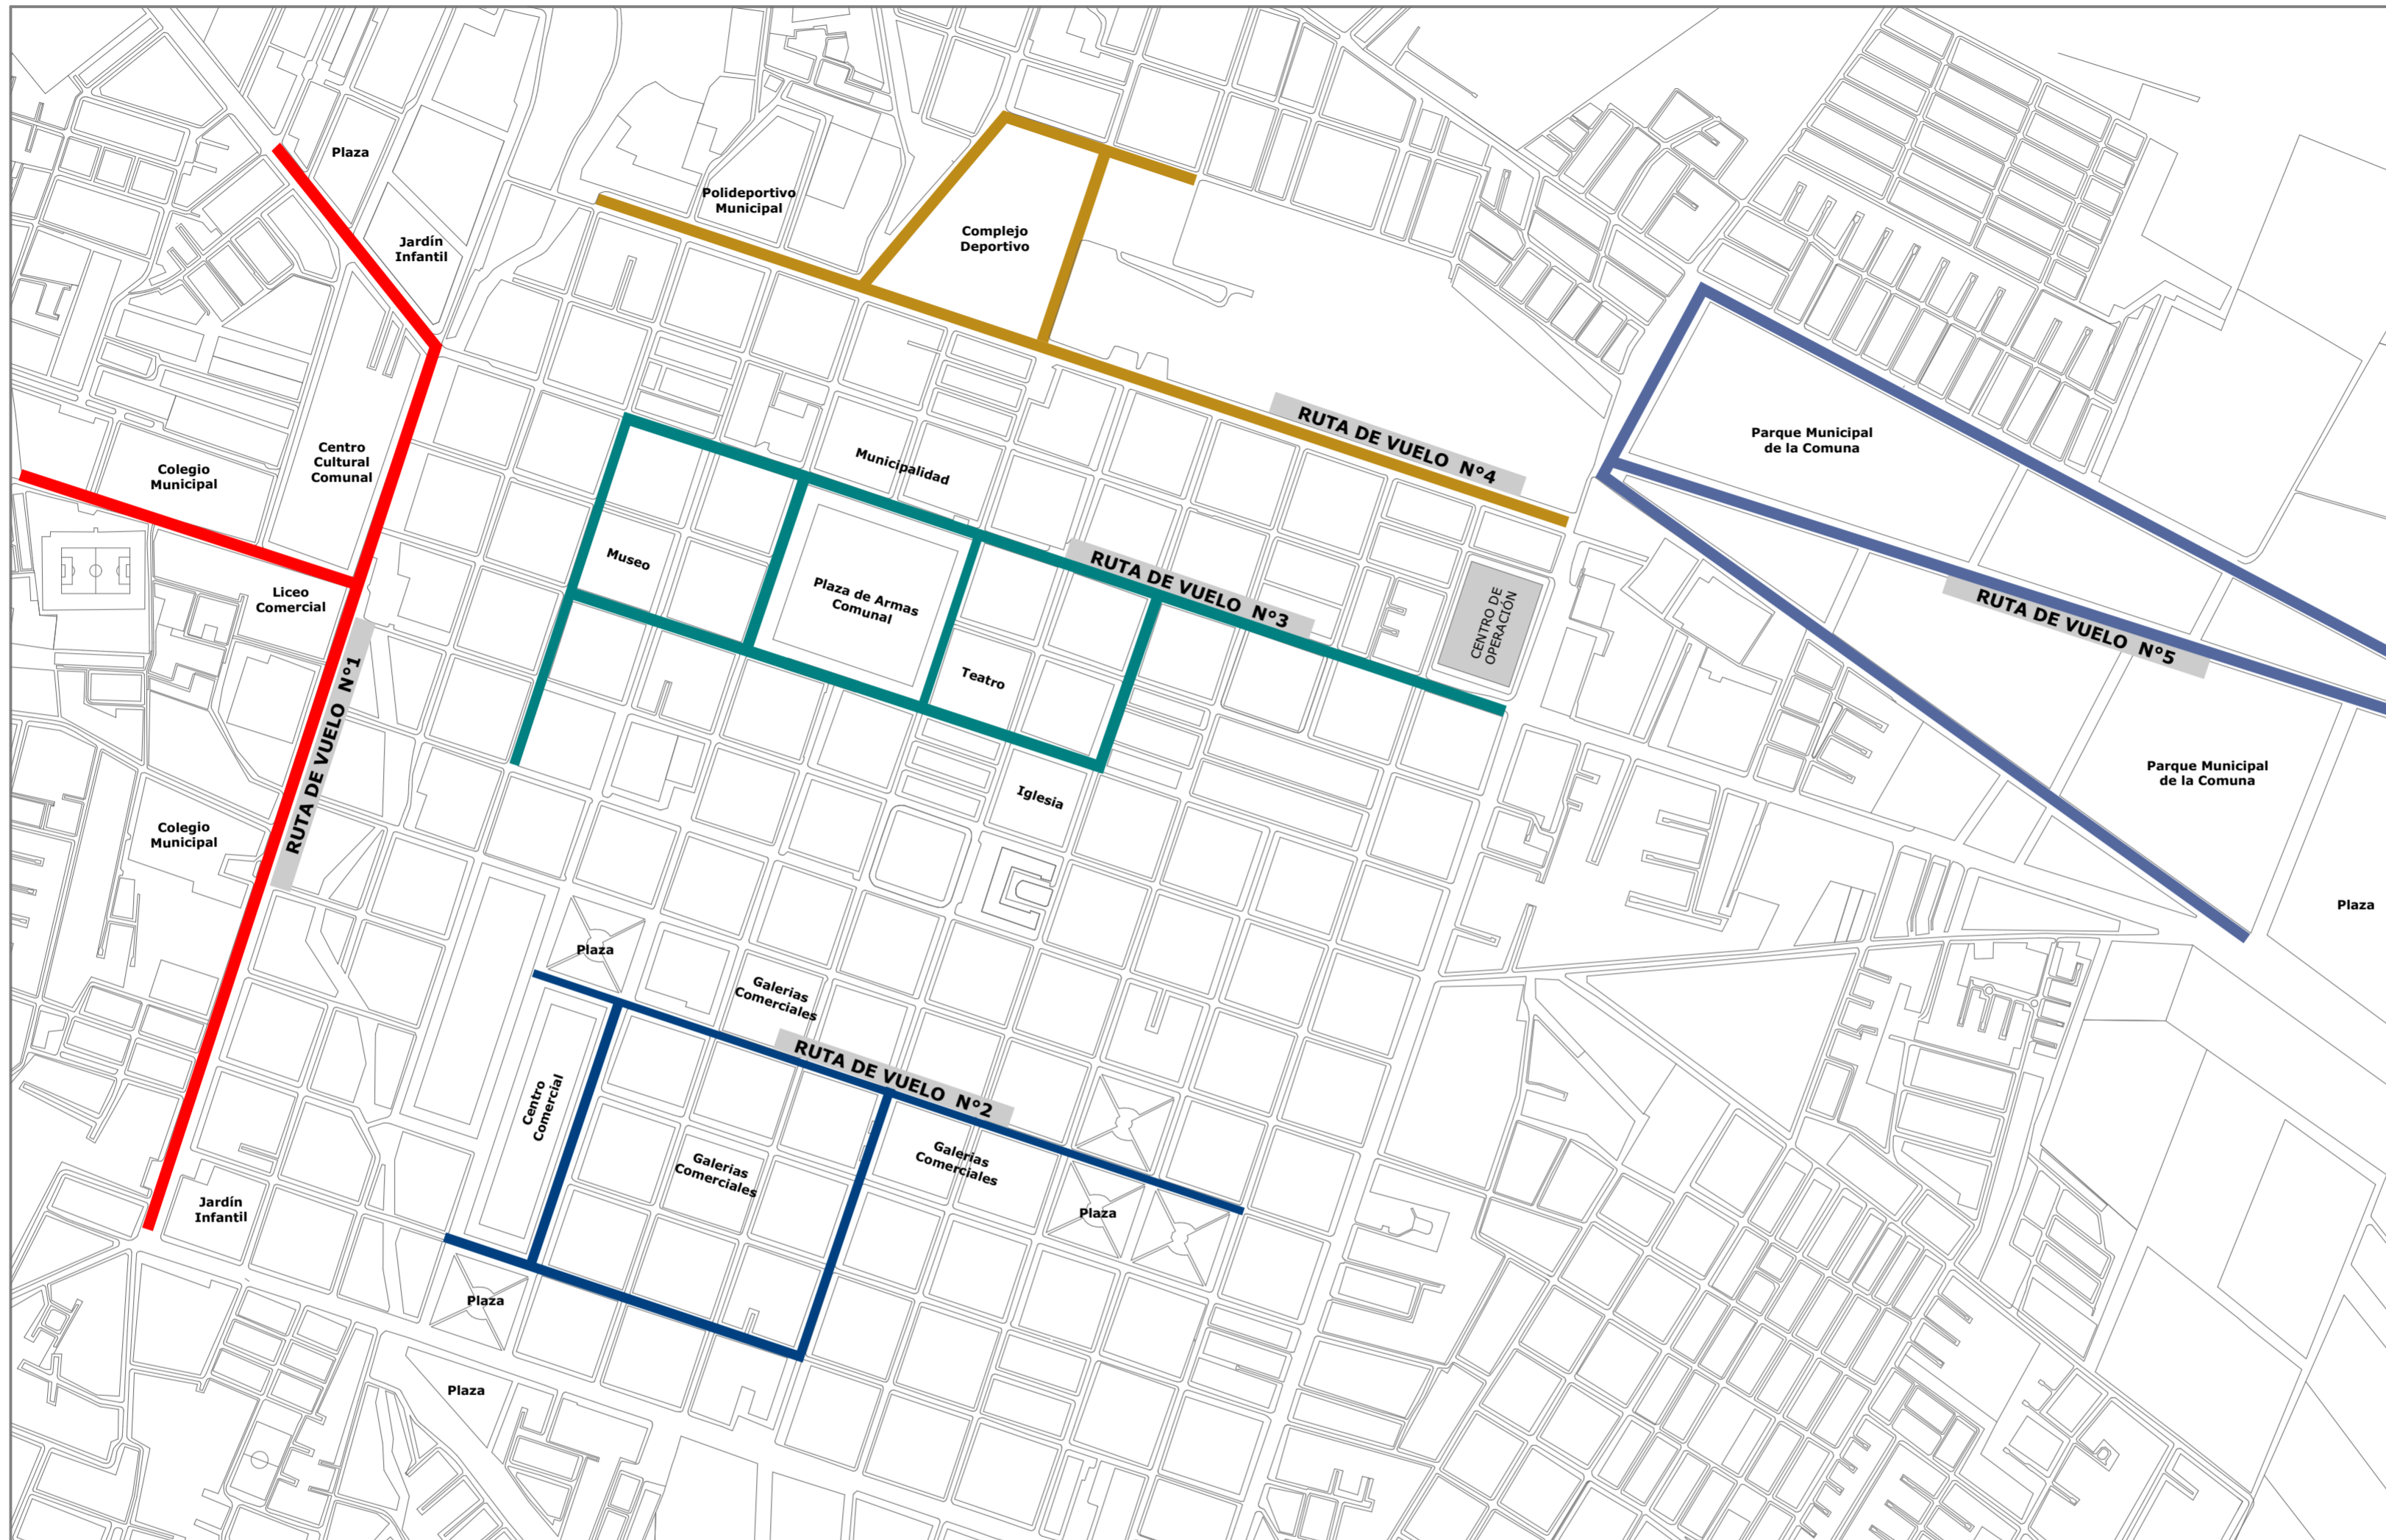 Plaza
Polideportivo
Municipal
Complejo
Deportivo
Jardín
Infantil
RUTA DE VUELO N°4
Parque Municipal
de la Comuna
Centro
Cultural
Comunal
Colegio
Municipal
Municipalidad
Museo
Plaza de Armas
Comunal
RUTA DE VUELO N°3
CENTRO DE
OPERACIÓN
Liceo
Comercial
RUTA DE VUELO N°5
Teatro
RUTA DE VUELO N°1
Iglesia
Parque Municipal
de la Comuna
Colegio
Municipal
Plaza
Plaza
Galerias
Comerciales
RUTA DE VUELO N°2
Centro
Comercial
Galerias
Comerciales
Galerias
Comerciales
Jardín
Infantil
Plaza
Plaza
Plaza